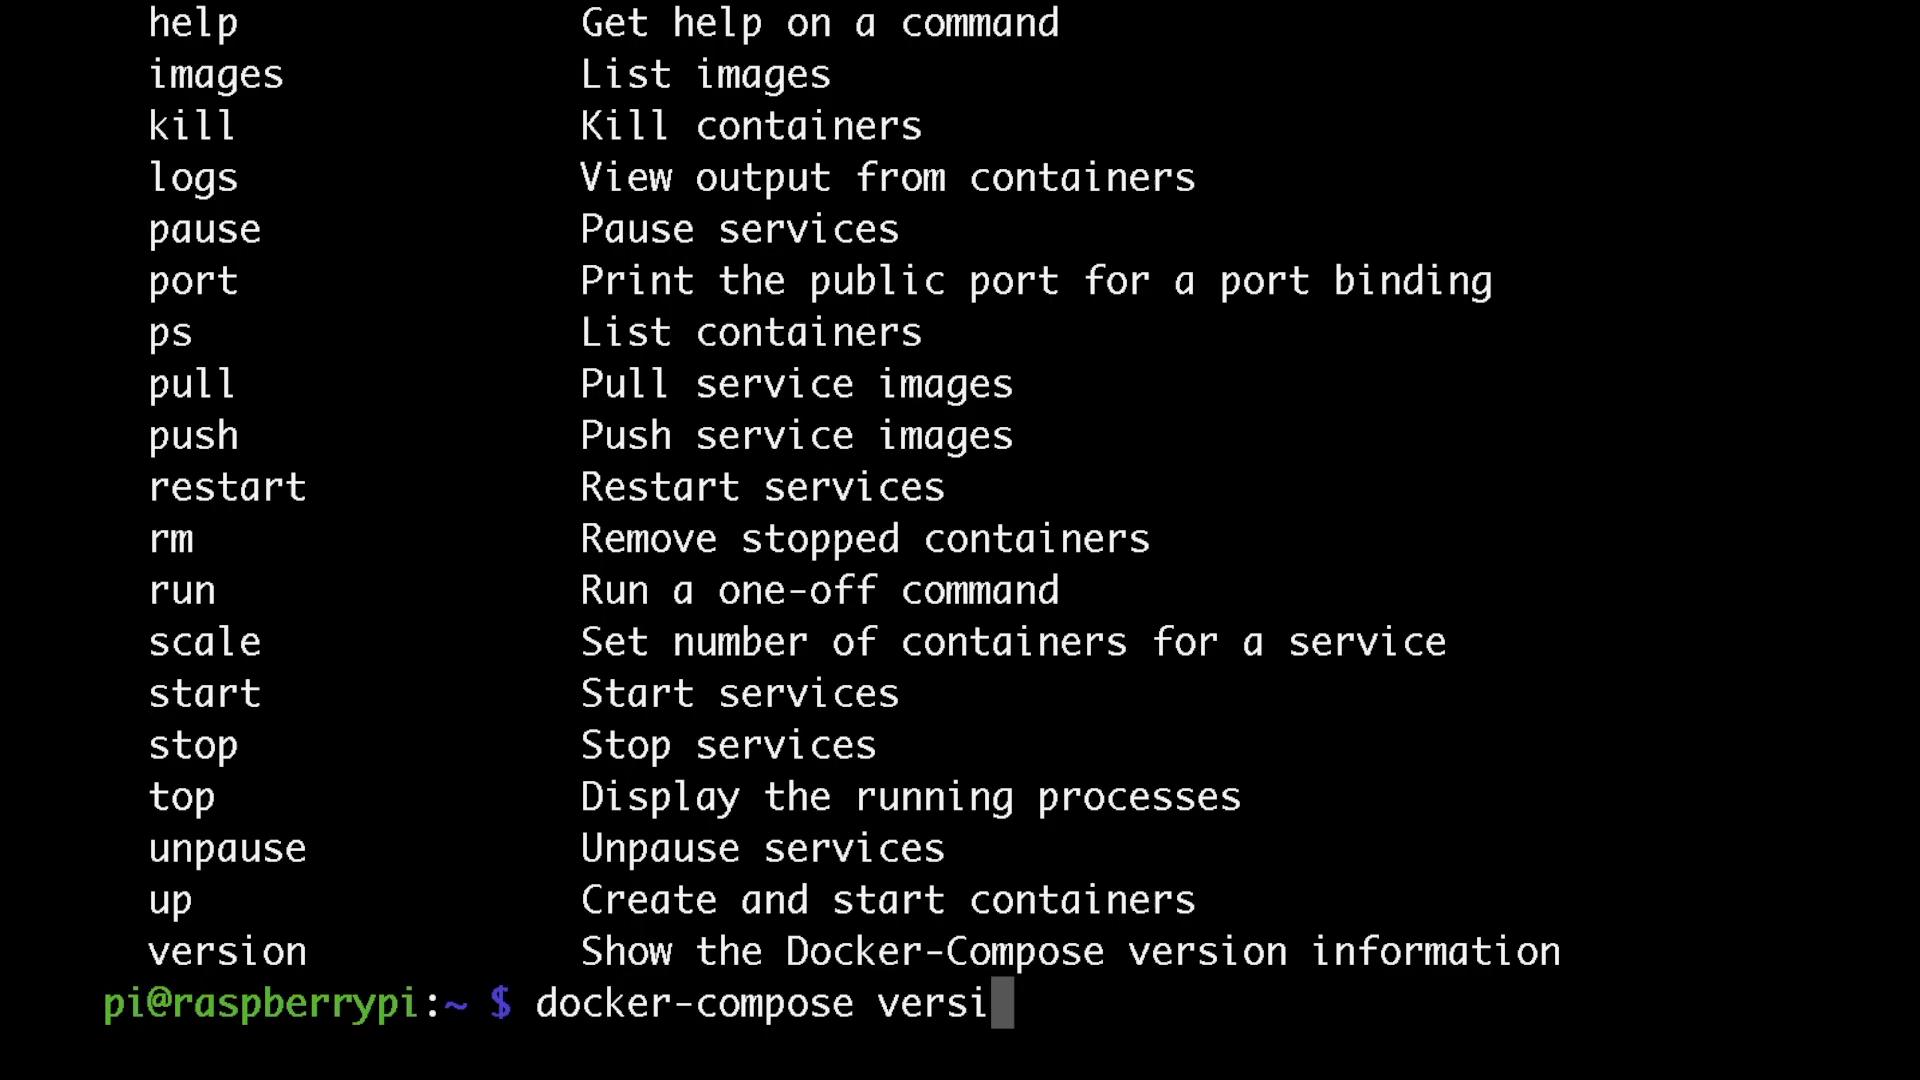 help Get help on a command
images List images
kill Kill containers
logs View output from containers
pause Pause services
port Print the public port for a port binding
ps List containers
pull Pull service images
push Push service images
restart Restart services
rm Remove stopped containers
run Run a one-off command
scale Set number of containers for a service
start Start services
stop Stop services
top Display the running processes
unpause Unpause services
up Create and start containers
version Show the Docker-Compose version information
pi@raspberrypi:~ $ docker-compose versi